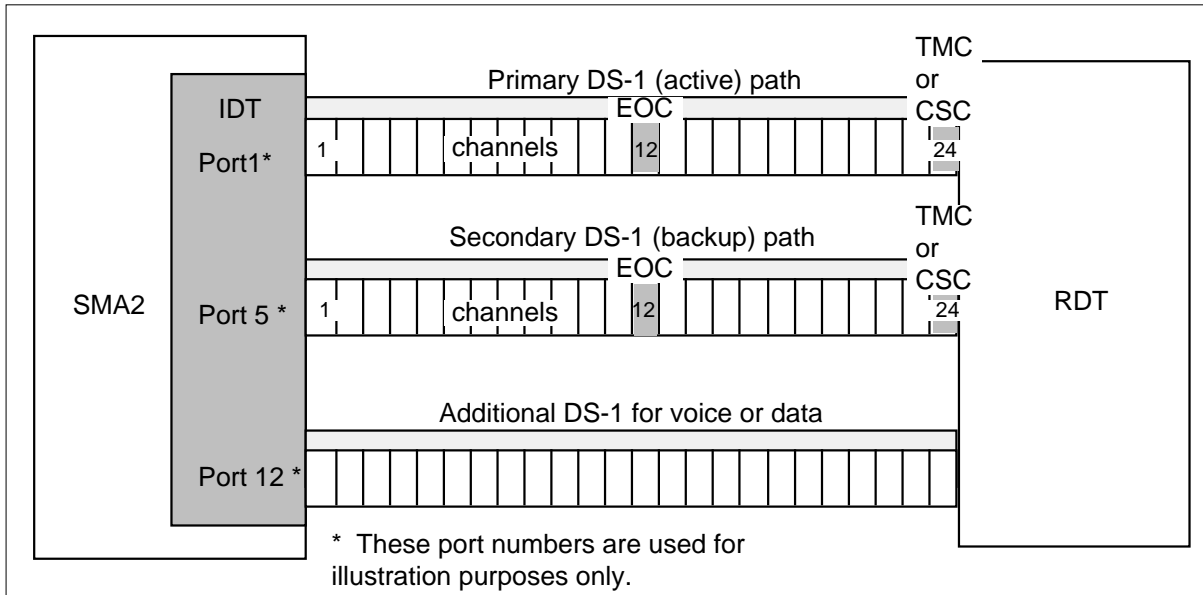 TMC
or
CSC
Primary DS-1 (active) path
EOC
IDT
Port1*
1
channels
12
24
TMC
or
CSC
Secondary DS-1 (backup) path
EOC
SMA2
Port 5 *
1
channels
12
24
RDT
Additional DS-1 for voice or data
Port 12 *
* These port numbers are used for
illustration purposes only.